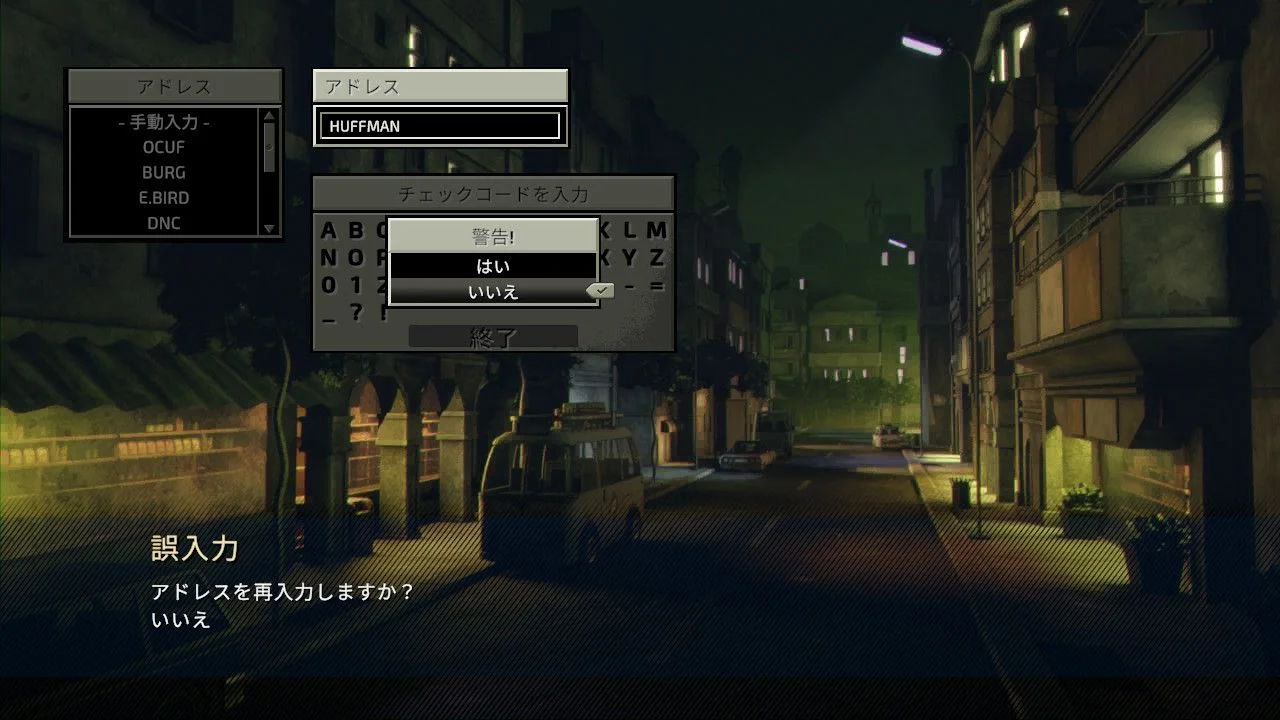 アドレス
- 手動入力 -
OCUF
BURG
E.BIRD
DNC
アドレス
HUFFMAN
チェックコードを入力
A B C K L M
N O P X Y Z
0 1 2 - =
_ ? !
警告!
はい
いいえ
終了
誤入力
アドレスを再入力しますか？
いいえ